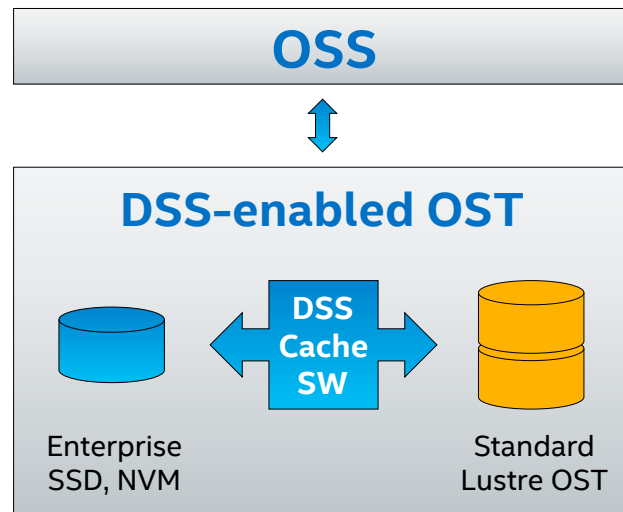 OSS
DSS-enabled OST
DSS
Cache
SW
Enterprise
SSD, NVM
Standard
Lustre OST